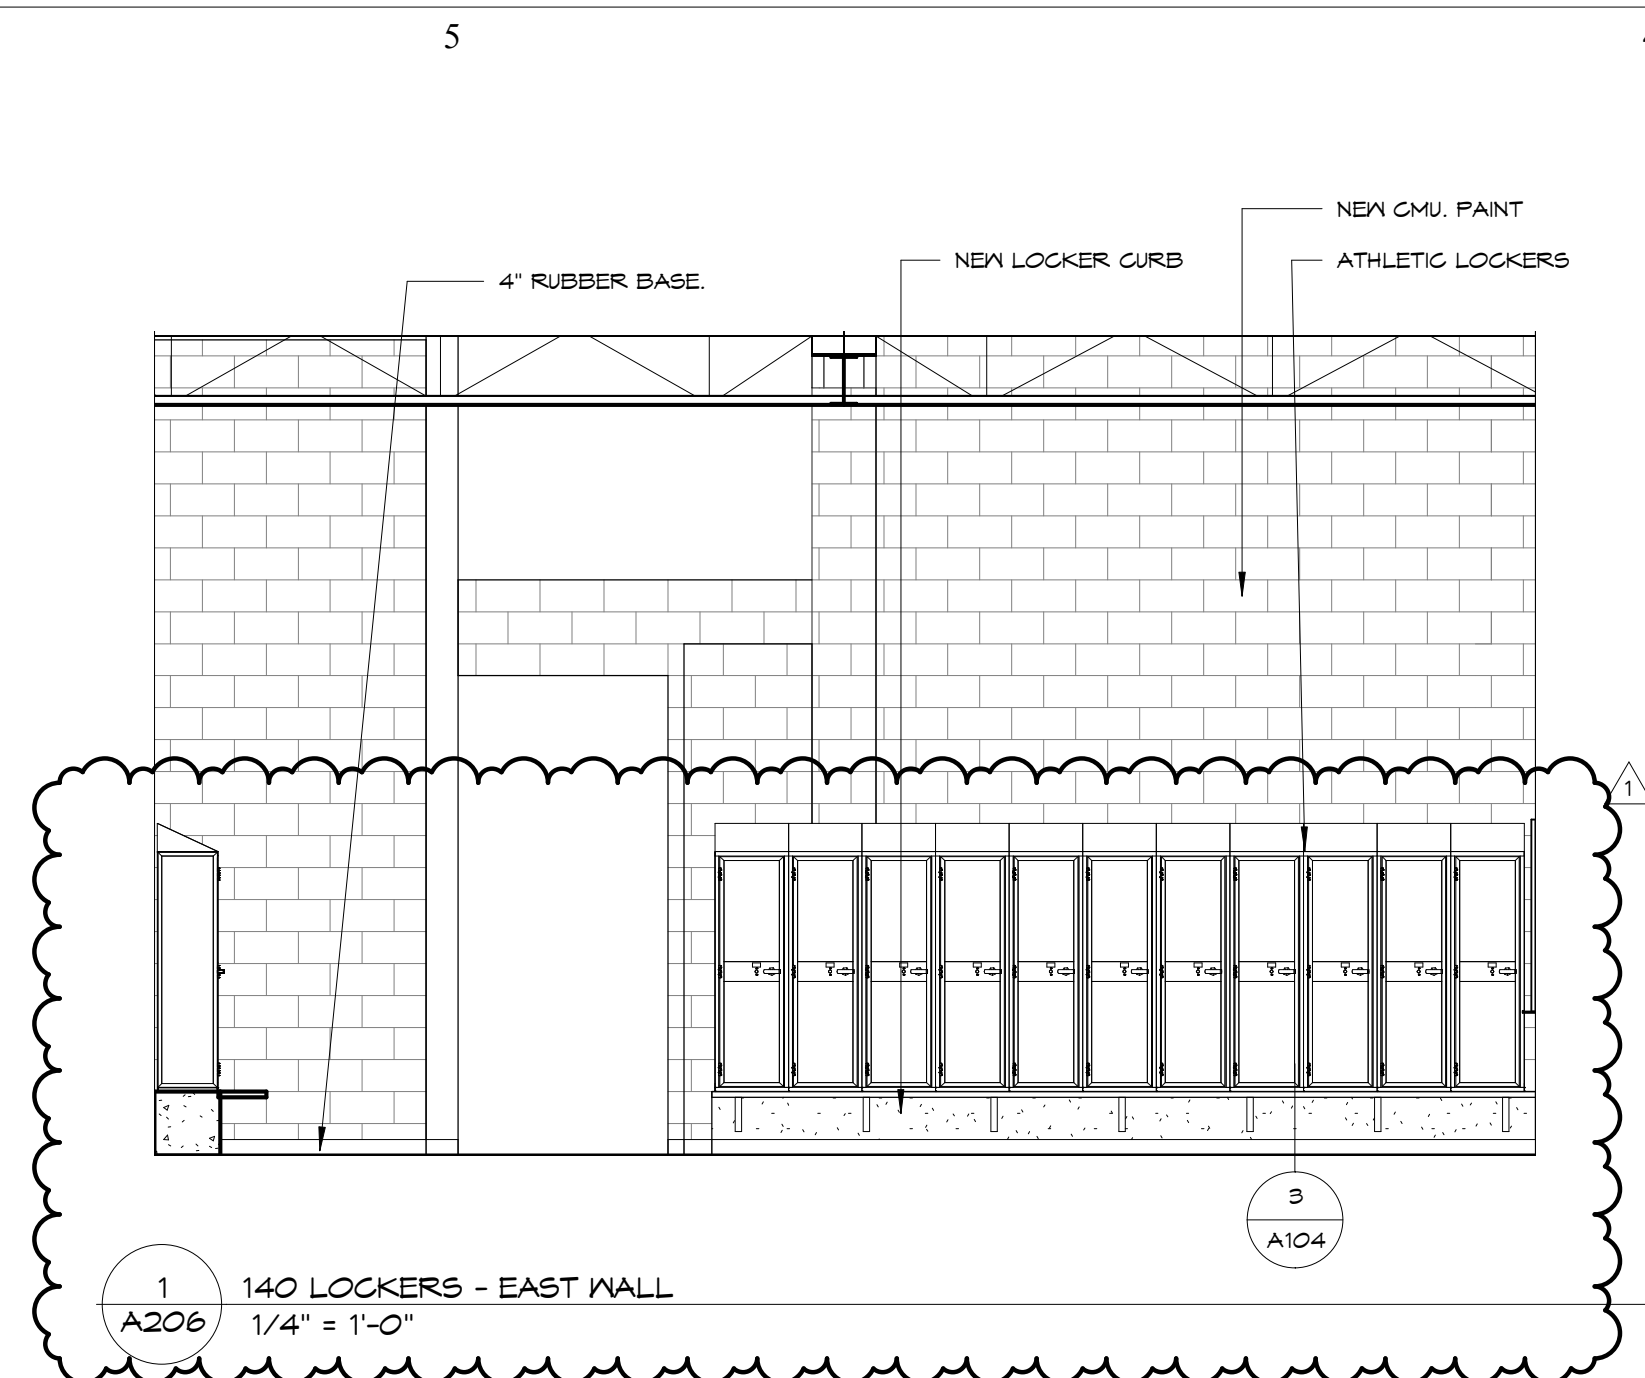 5
NEW CMU. PAINT
NEW LOCKER CURB
ATHLETIC LOCKERS
4" RUBBER BASE.
1
3
A104
1
140 LOCKERS - EAST WALL
A206
1/4" = 1'-0"